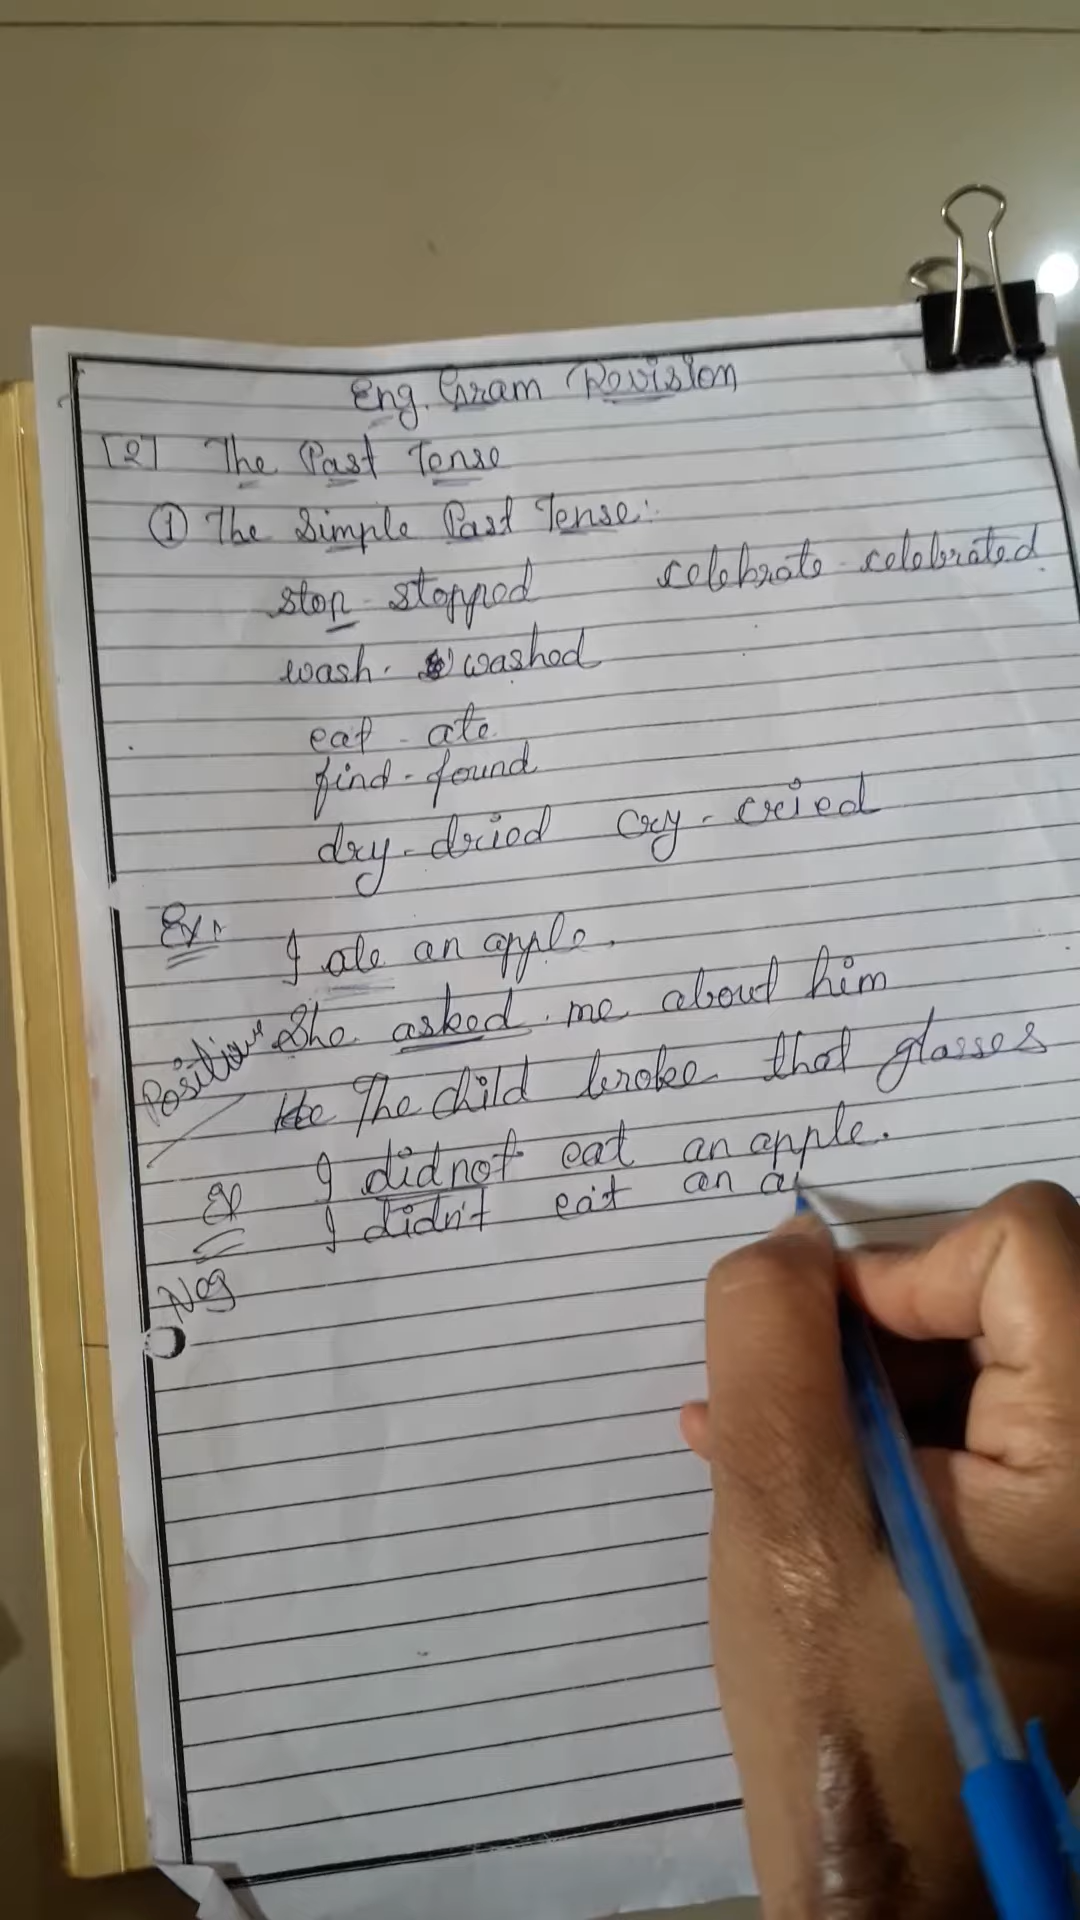 Eng. Gram Revision
[2] The Past Tense
① The Simple Past Tense:
stop - stopped celebrate - celebrated
wash - washed
eat - ate
find - found
dry - dried cry - cried
Ex:
I ate an apple.
Positive She asked me about him
The child broke that glasses
I did not eat an apple.
Ex
I didn't eat an a
Neg